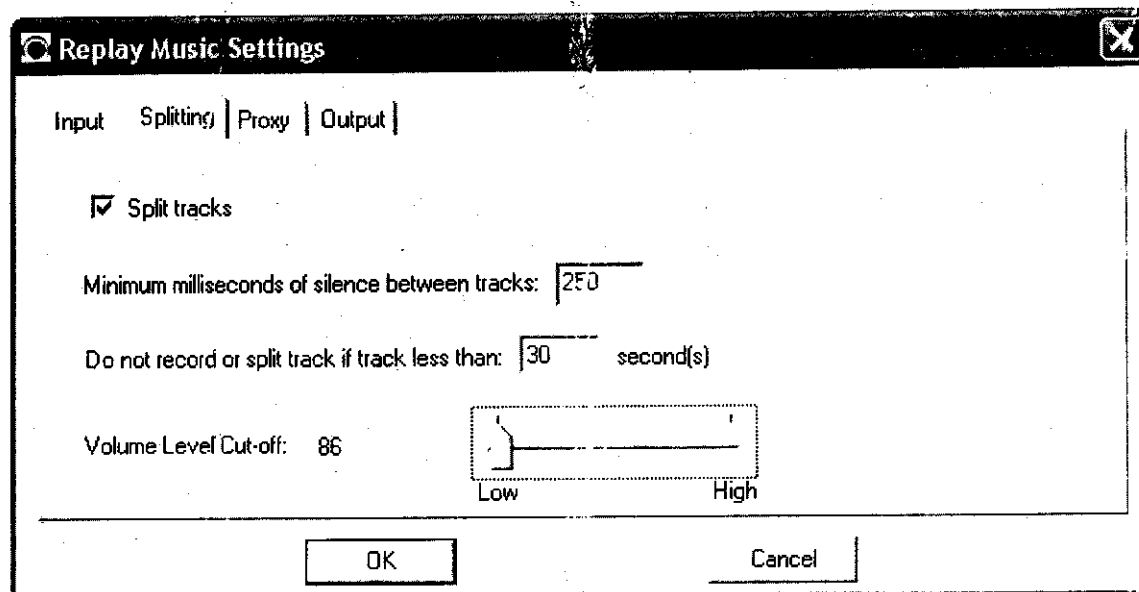 Replay Music Settings
Input Splitting Proxy Output
Split tracks
Minimum milliseconds of silence between tracks: 250
Do not record or split track if track less than: 30 second(s)
Volume Level Cut-off: 86
Low High
OK Cancel